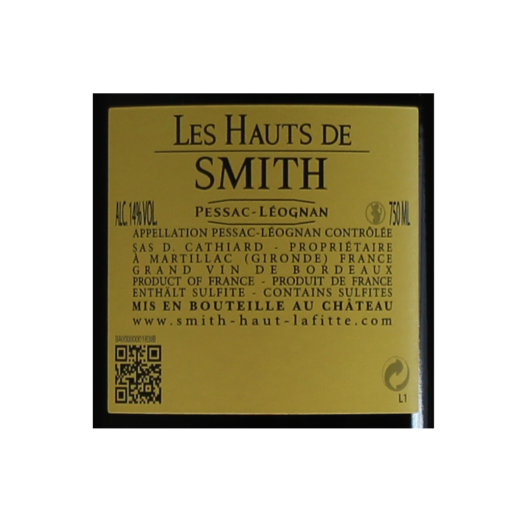 LES HAUTS DE
SMITH
PESSAC-LÉOGNAN
ALC. 14% VOL.
750 ML
APPELLATION PESSAC-LÉOGNAN CONTRÔLÉE
SAS D. CATHIARD - PROPRIÉTAIRE
À MARTILLAC (GIRONDE) FRANCE
GRAND VIN DE BORDEAUX
PRODUCT OF FRANCE - PRODUIT DE FRANCE
ENTHÄLT SULFITE - CONTAINS SULFITES
MIS EN BOUTEILLE AU CHÂTEAU
www.smith-haut-lafitte.com
L1